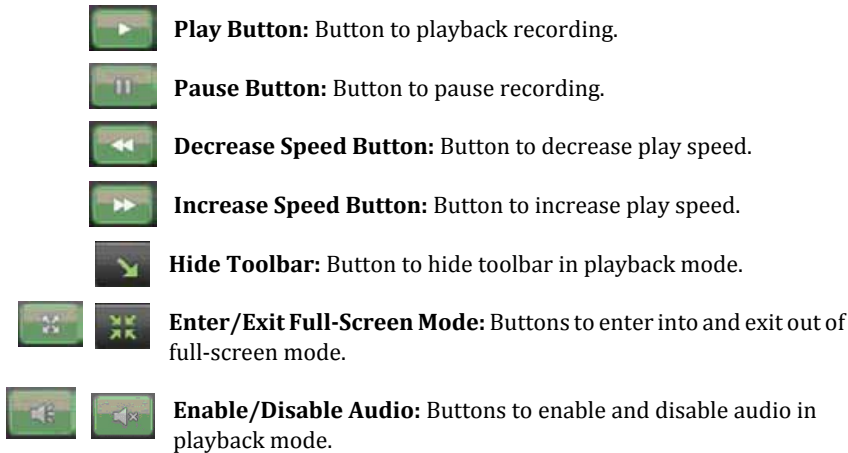 Play Button: Button to playback recording.
Pause Button: Button to pause recording.
Decrease Speed Button: Button to decrease play speed.
Increase Speed Button: Button to increase play speed.
Hide Toolbar: Button to hide toolbar in playback mode.
Enter/Exit Full-Screen Mode: Buttons to enter into and exit out of
full-screen mode.
Enable/Disable Audio: Buttons to enable and disable audio in
playback mode.